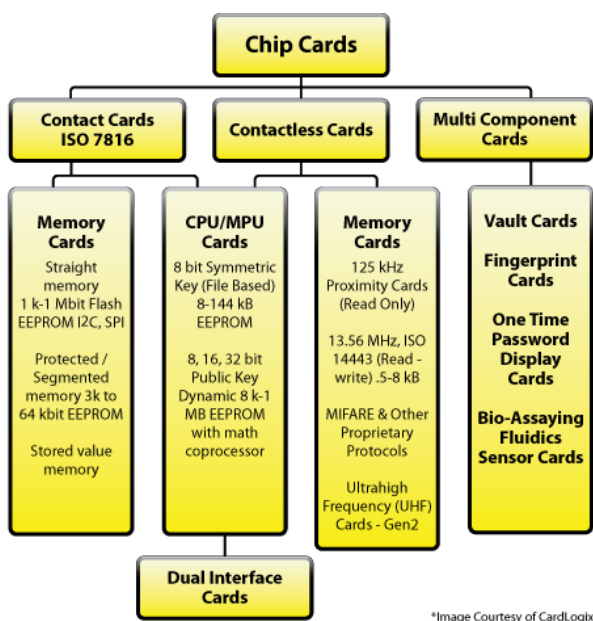 Chip Cards
Contact Cards
ISO 7816
Contactless Cards
Multi Component
Cards
Memory
Cards
Straight
memory
1 k-1 Mbit Flash
EEPROM I2C, SPI
Protected /
Segmented
memory 3k to
64 kbit EEPROM
Stored value
memory
CPU/MPU
Cards
8 bit Symmetric
Key (File Based)
8-144 kB
EEPROM
8, 16, 32 bit
Public Key
Dynamic 8 k-1
MB EEPROM
with math
coprocessor
Memory
Cards
125 kHz
Proximity Cards
(Read Only)
13.56 MHz, ISO
14443 (Read -
write) .5-8 kB
MIFARE & Other
Proprietary
Protocols
Ultrahigh
Frequency (UHF)
Cards - Gen2
Vault Cards
Fingerprint
Cards
One Time
Password
Display
Cards
Bio-Assaying
Fluidics
Sensor Cards
Dual Interface
Cards
*Image Courtesy of CardLogix